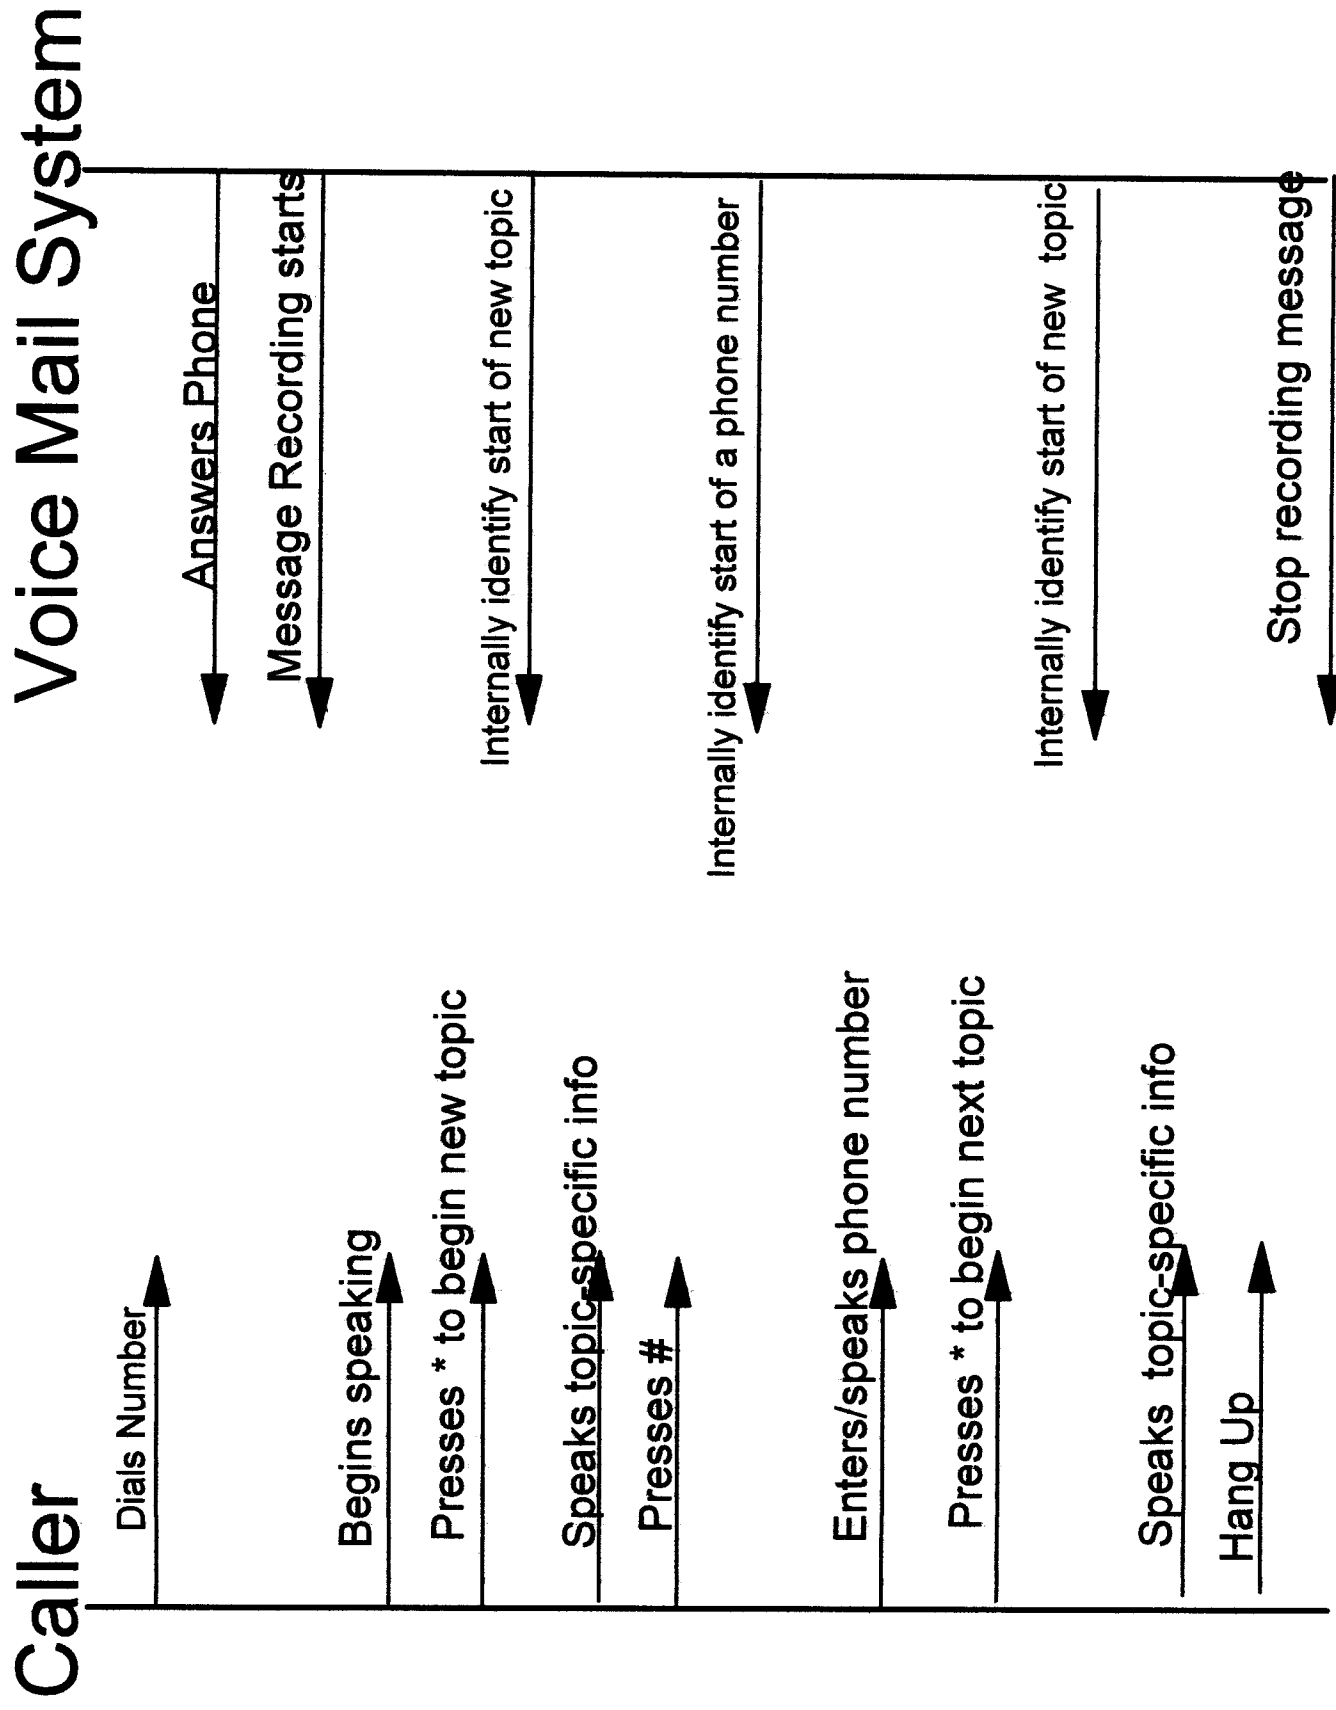 Caller
Voice Mail System
Dials Number
Answers Phone
Message Recording starts
Begins speaking
Presses * to begin new topic
Internally identify start of new topic
Speaks topic-specific info
Presses #
Internally identify start of a phone number
Enters/speaks phone number
Presses * to begin next topic
Internally identify start of new topic
Speaks topic-specific info
Hang Up
Stop recording message